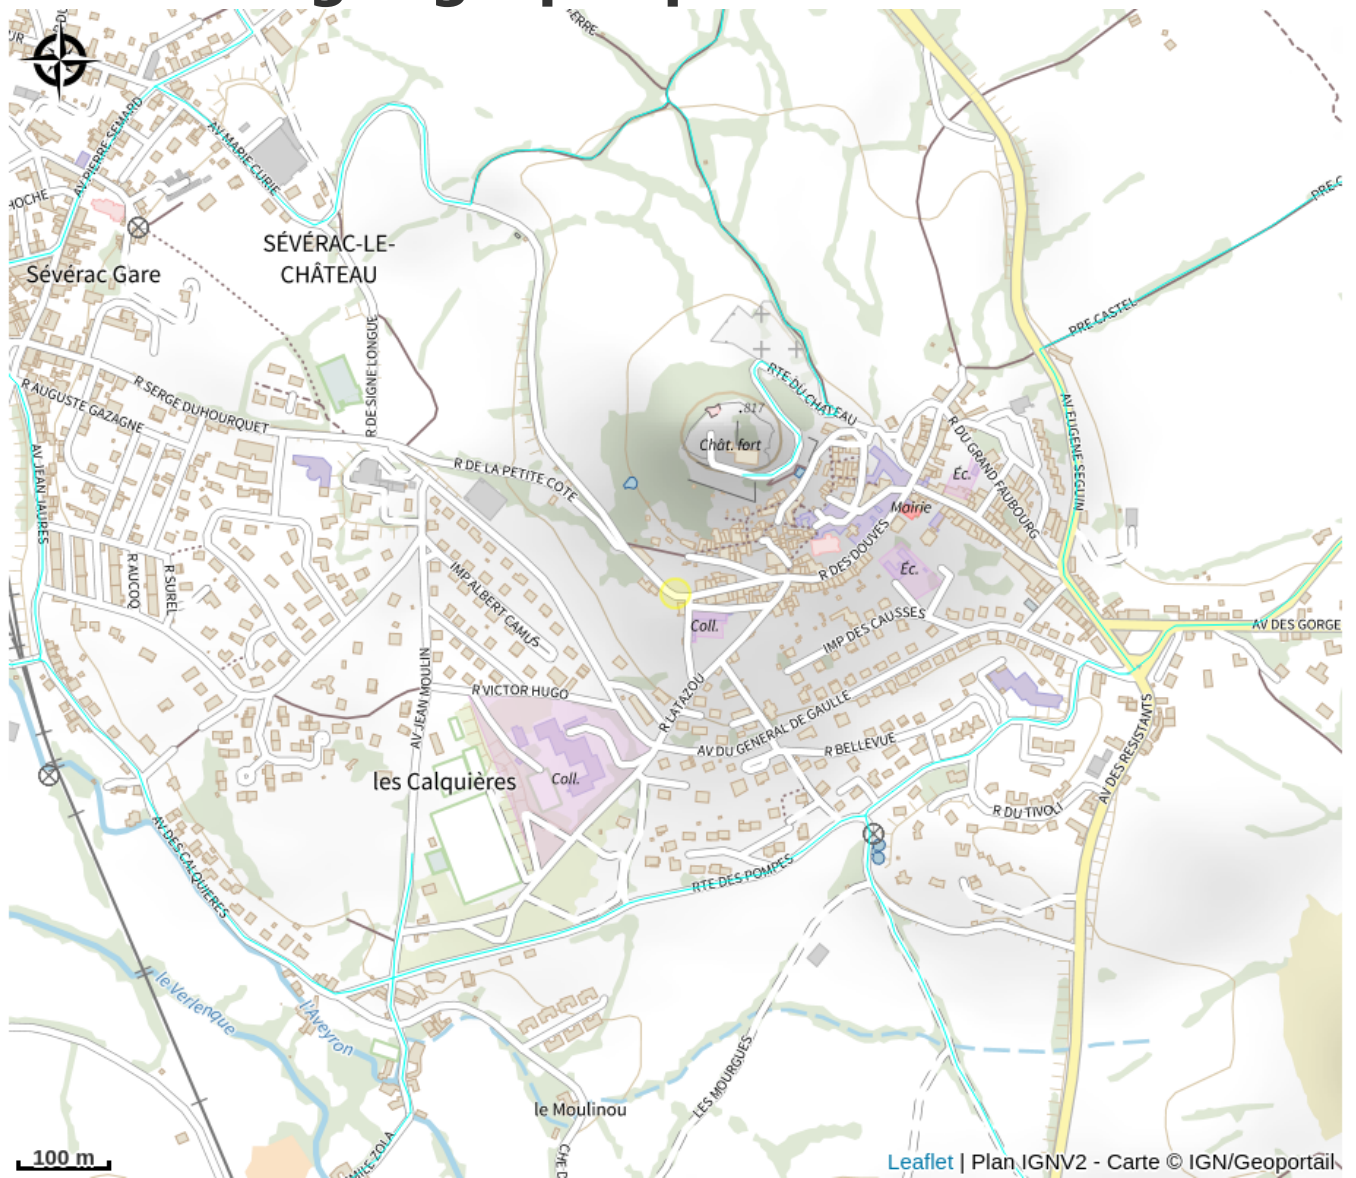 AV PIERRE SEMARD
AV MARIE CURIE
HOCHE
SÉVÉRAC-LE-
CHÂTEAU
Sévérac Gare
PRE CASTEL
R DE SIGNE LONGUE
R SERGE DUHOURQUET
R AUGUSTE GAZAGNE
RTE DU CHATEAU
.817
Chât. fort
AV EUGENE SEGUIN
R DU GRAND FAUBOURG
AV JEAN JAURES
R DE LA PETITE COTE
Éc.
Mairie
R DES DOUVES
Éc.
R AUCOQ
R SUREL
IMP ALBERT CAMUS
Coll.
IMP DES CAUSSES
AV DES GORGE
AV JEAN MOULIN
R VICTOR HUGO
R LATAZOU
AV DU GENERAL DE GAULLE
R BELLEVUE
AV DES RESISTANTS
les Calquières
Coll.
R DU TIVOLI
AV DES CALQUIERES
RTE DES POMPES
le Verlenque
l'Aveyron
LES MOURGUES
le Moulinou
MILE ZOLA
CHE D
100 m
Leaflet | Plan IGNV2 - Carte © IGN/Geoportail